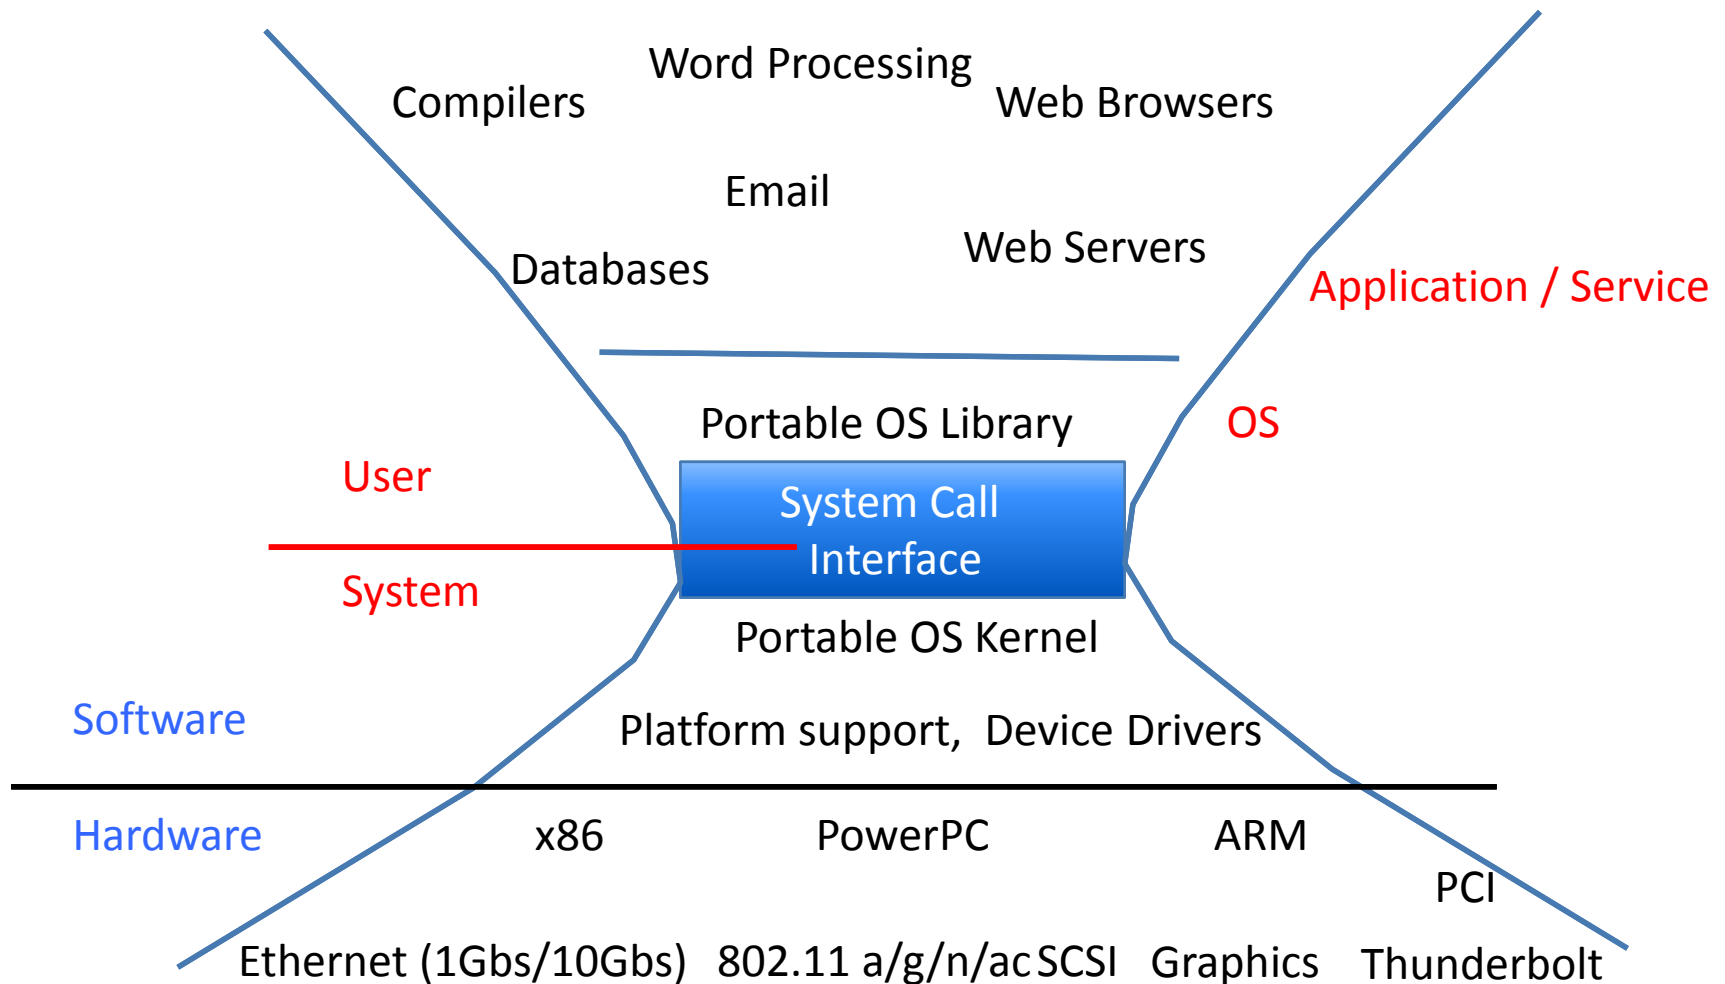 Word Processing
Compilers
Web Browsers
Email
Web Servers
Databases
Application / Service
Portable OS Library
OS
User
System Call
Interface
System
Portable OS Kernel
Software
Platform support, Device Drivers
Hardware
x86
PowerPC
ARM
PCI
Ethernet (1Gbs/10Gbs)
802.11 a/g/n/ac
SCSI
Graphics
Thunderbolt